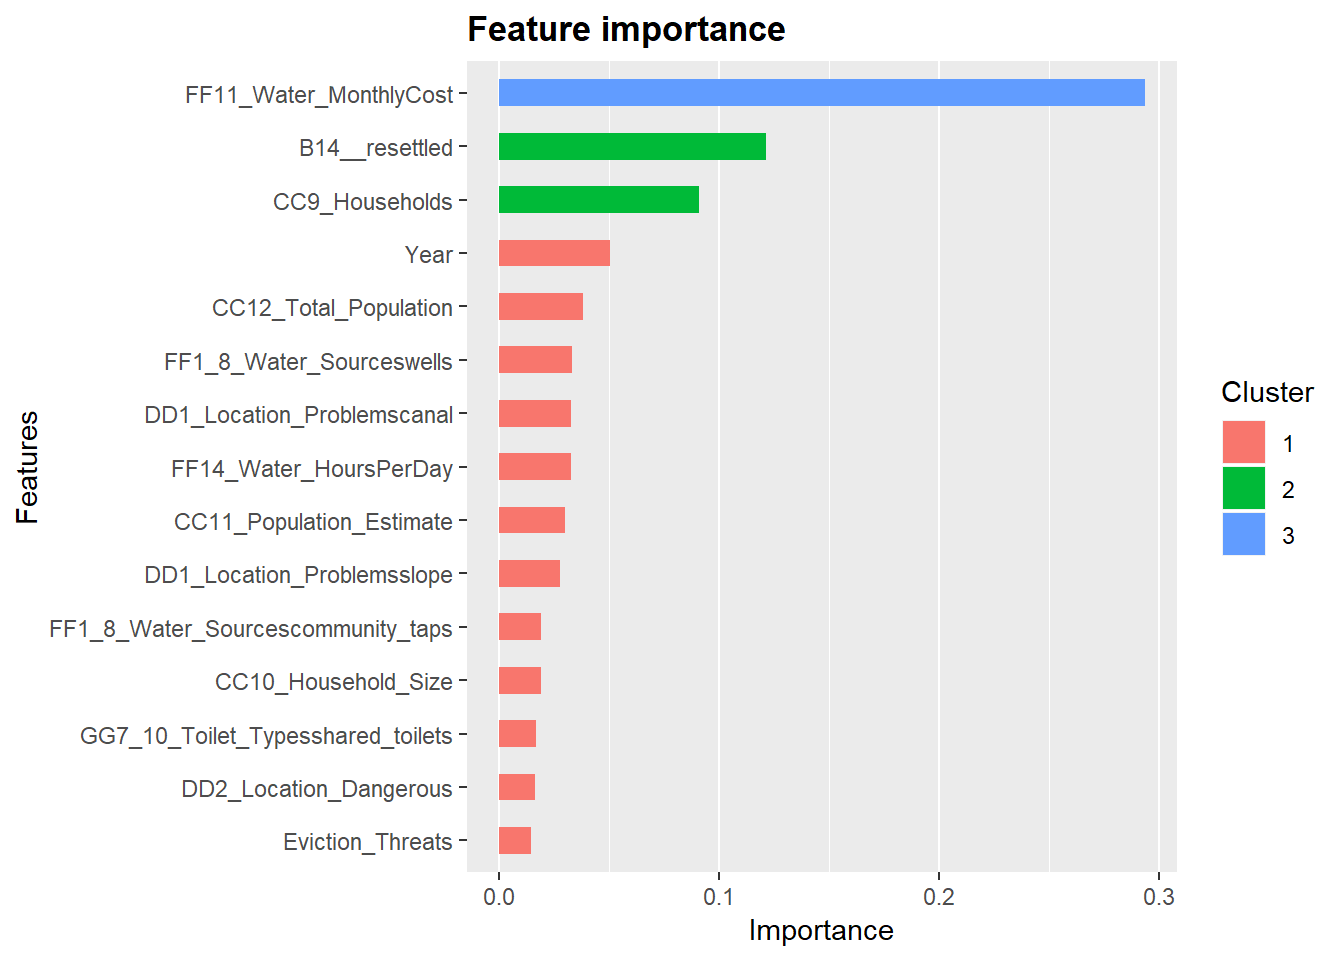 Feature importance
FF11_Water_MonthlyCost
B14__resettled
CC9_Households
Year
CC12_Total_Population
FF1_8_Water_Sourceswells
DD1_Location_Problemscanal
FF14_Water_HoursPerDay
CC11_Population_Estimate
DD1_Location_Problemsslope
FF1_8_Water_Sourcescommunity_taps
CC10_Household_Size
GG7_10_Toilet_Typesshared_toilets
DD2_Location_Dangerous
Eviction_Threats
Features
0.0 0.1 0.2 0.3
Importance
Cluster
1
2
3